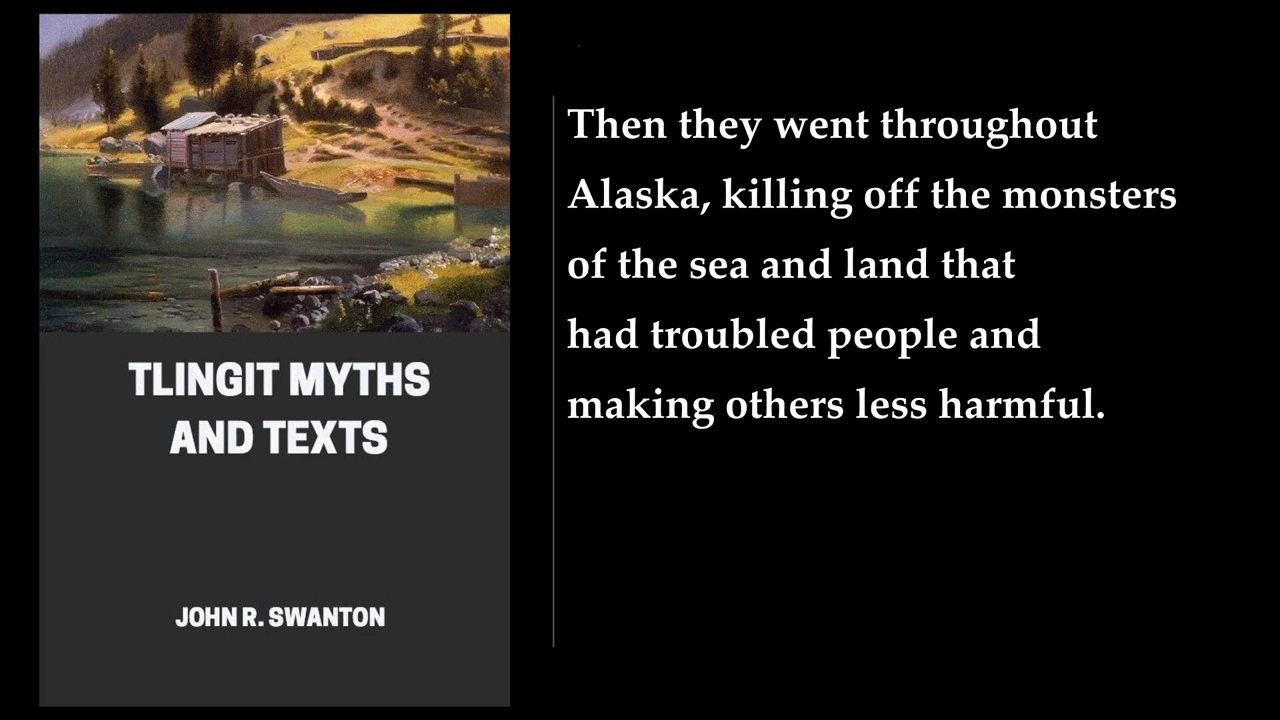 TLINGIT MYTHS
AND TEXTS
JOHN R. SWANTON
Then they went throughout
Alaska, killing off the monsters
of the sea and land that
had troubled people and
making others less harmful.